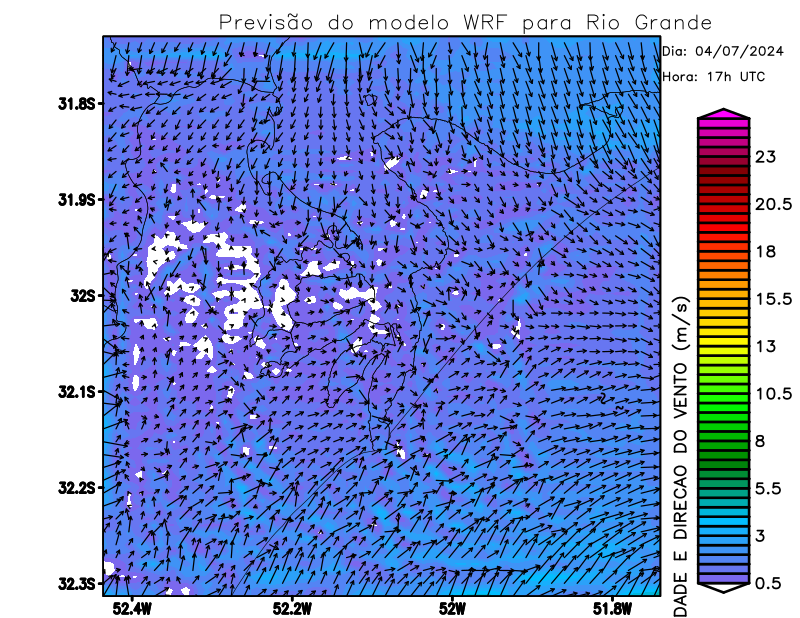 Previsão do modelo WRF para Rio Grande
Dia: 04/07/2024
Hora: 17h UTC
31.8S
31.9S
32S
32.1S
32.2S
32.3S
52.4W
52.2W
52W
51.8W
23
20.5
18
15.5
13
10.5
8
5.5
3
0.5
DADE E DIRECAO DO VENTO (m/s)